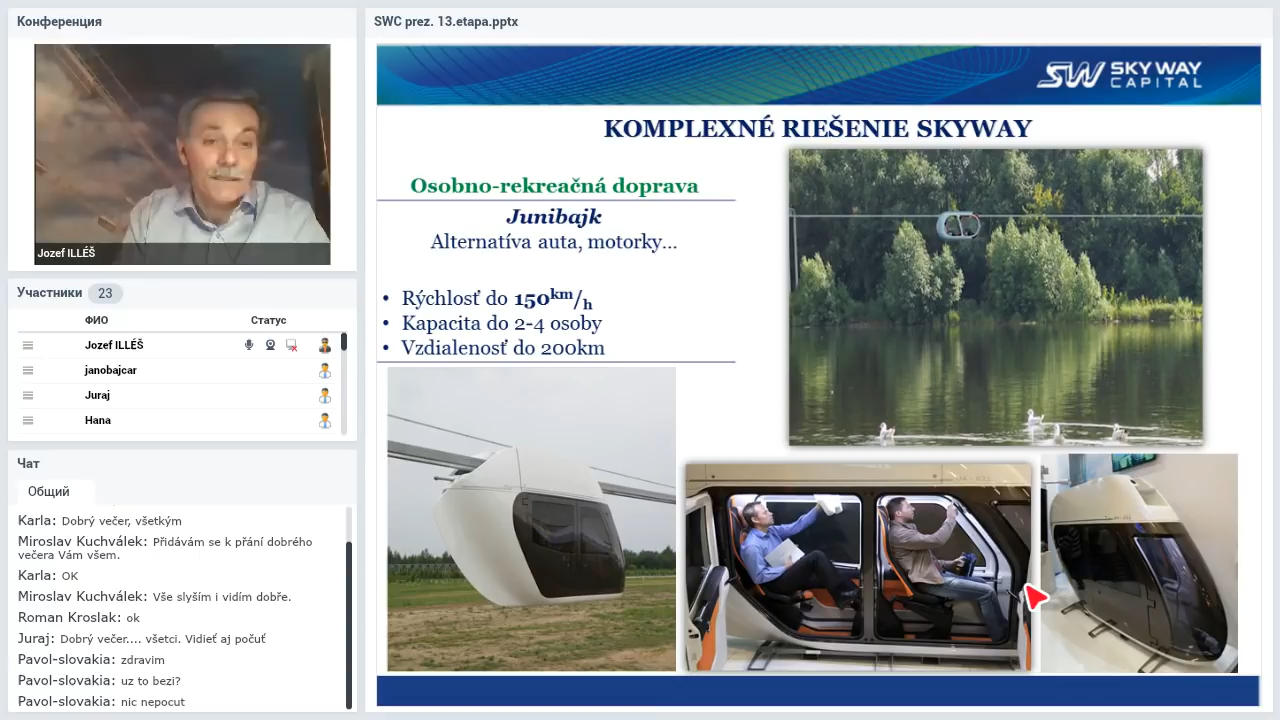 Конференция
Jozef ILLÉŠ
Участники 23
ФИО Статус
Jozef ILLÉŠ
janobajcar
Juraj
Hana
Чат
Общий
Karla: Dobrý večer, všetkým
Miroslav Kuchválek: Přidávám se k přání dobrého
večera Vám všem.
Karla: OK
Miroslav Kuchválek: Vše slyším i vidím dobře.
Roman Kroslak: ok
Juraj: Dobrý večer.... všetci. Vidieť aj počuť
Pavol-slovakia: zdravim
Pavol-slovakia: uz to bezi?
Pavol-slovakia: nic nepocut
SWC prez. 13.etapa.pptx
SW SKY WAY
CAPITAL
KOMPLEXNÉ RIEŠENIE SKYWAY
Osobno-rekreačná doprava
Junibajk
Alternatíva auta, motorky...
• Rýchlosť do 150km/h
• Kapacita do 2-4 osoby
• Vzdialenosť do 200km